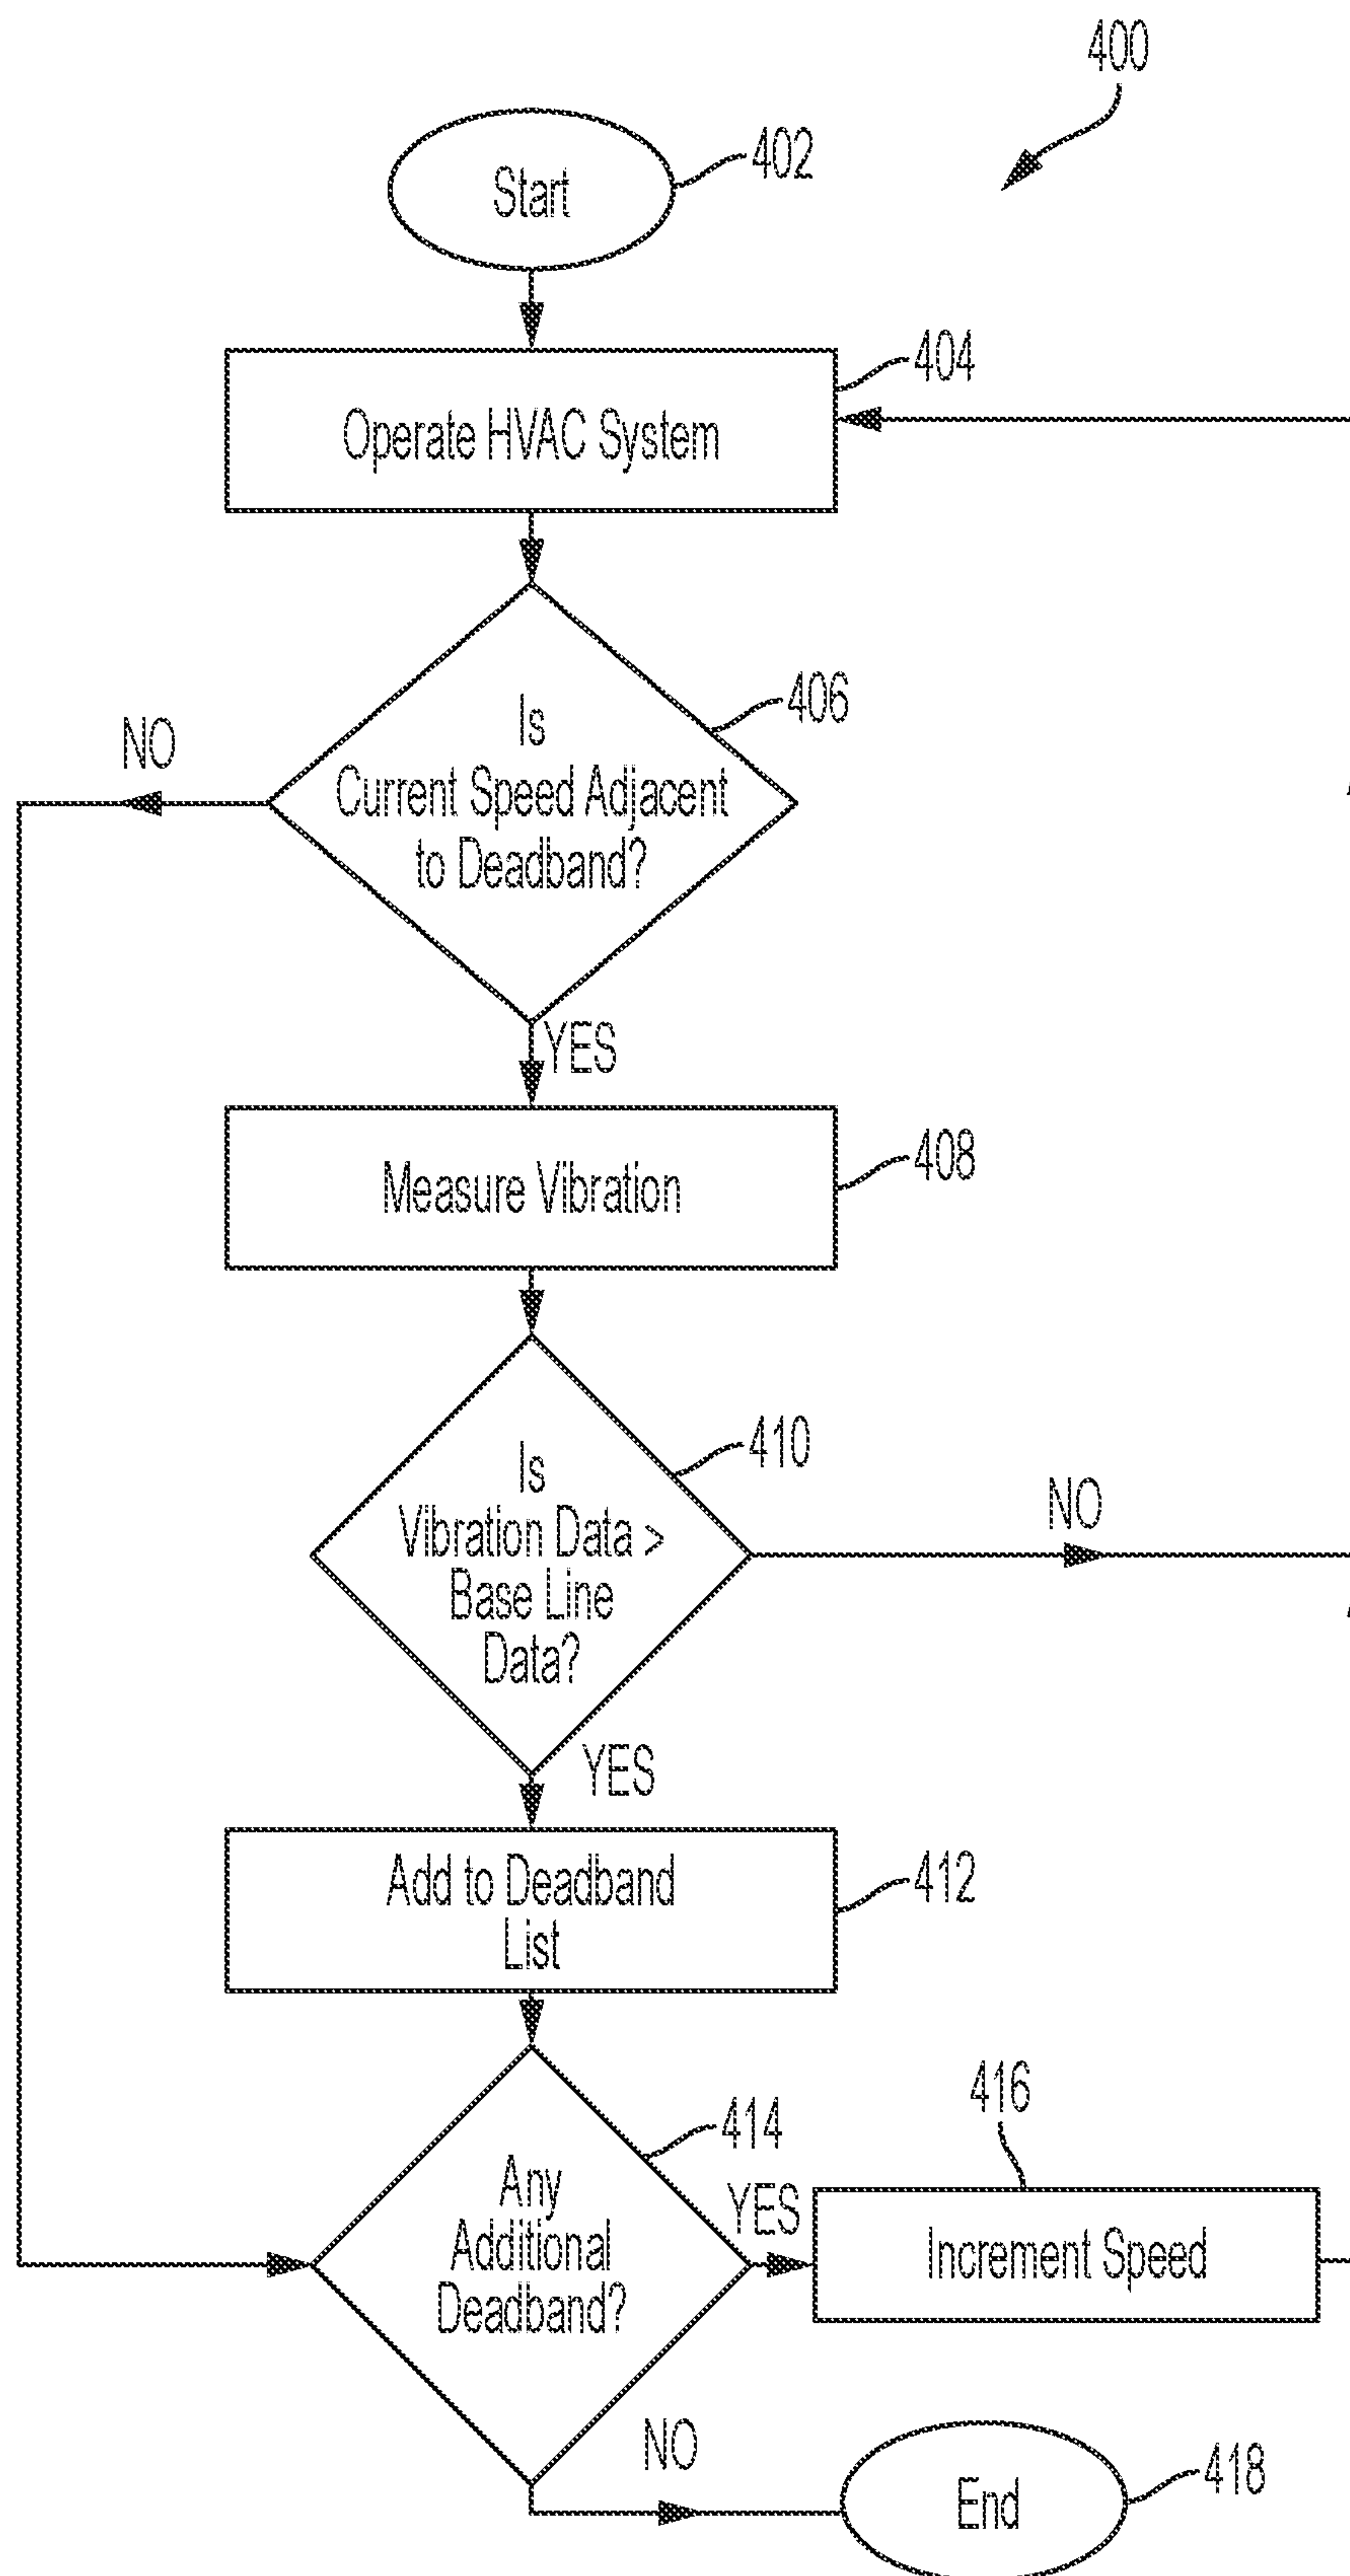 400
Start
402
Operate HVAC System
404
Is
Current Speed Adjacent
to Deadband?
406
NO
YES
Measure Vibration
408
Is
Vibration Data >
Base Line
Data?
410
NO
YES
Add to Deadband
List
412
Any
Additional
Deadband?
414
YES
416
Increment Speed
NO
End
418